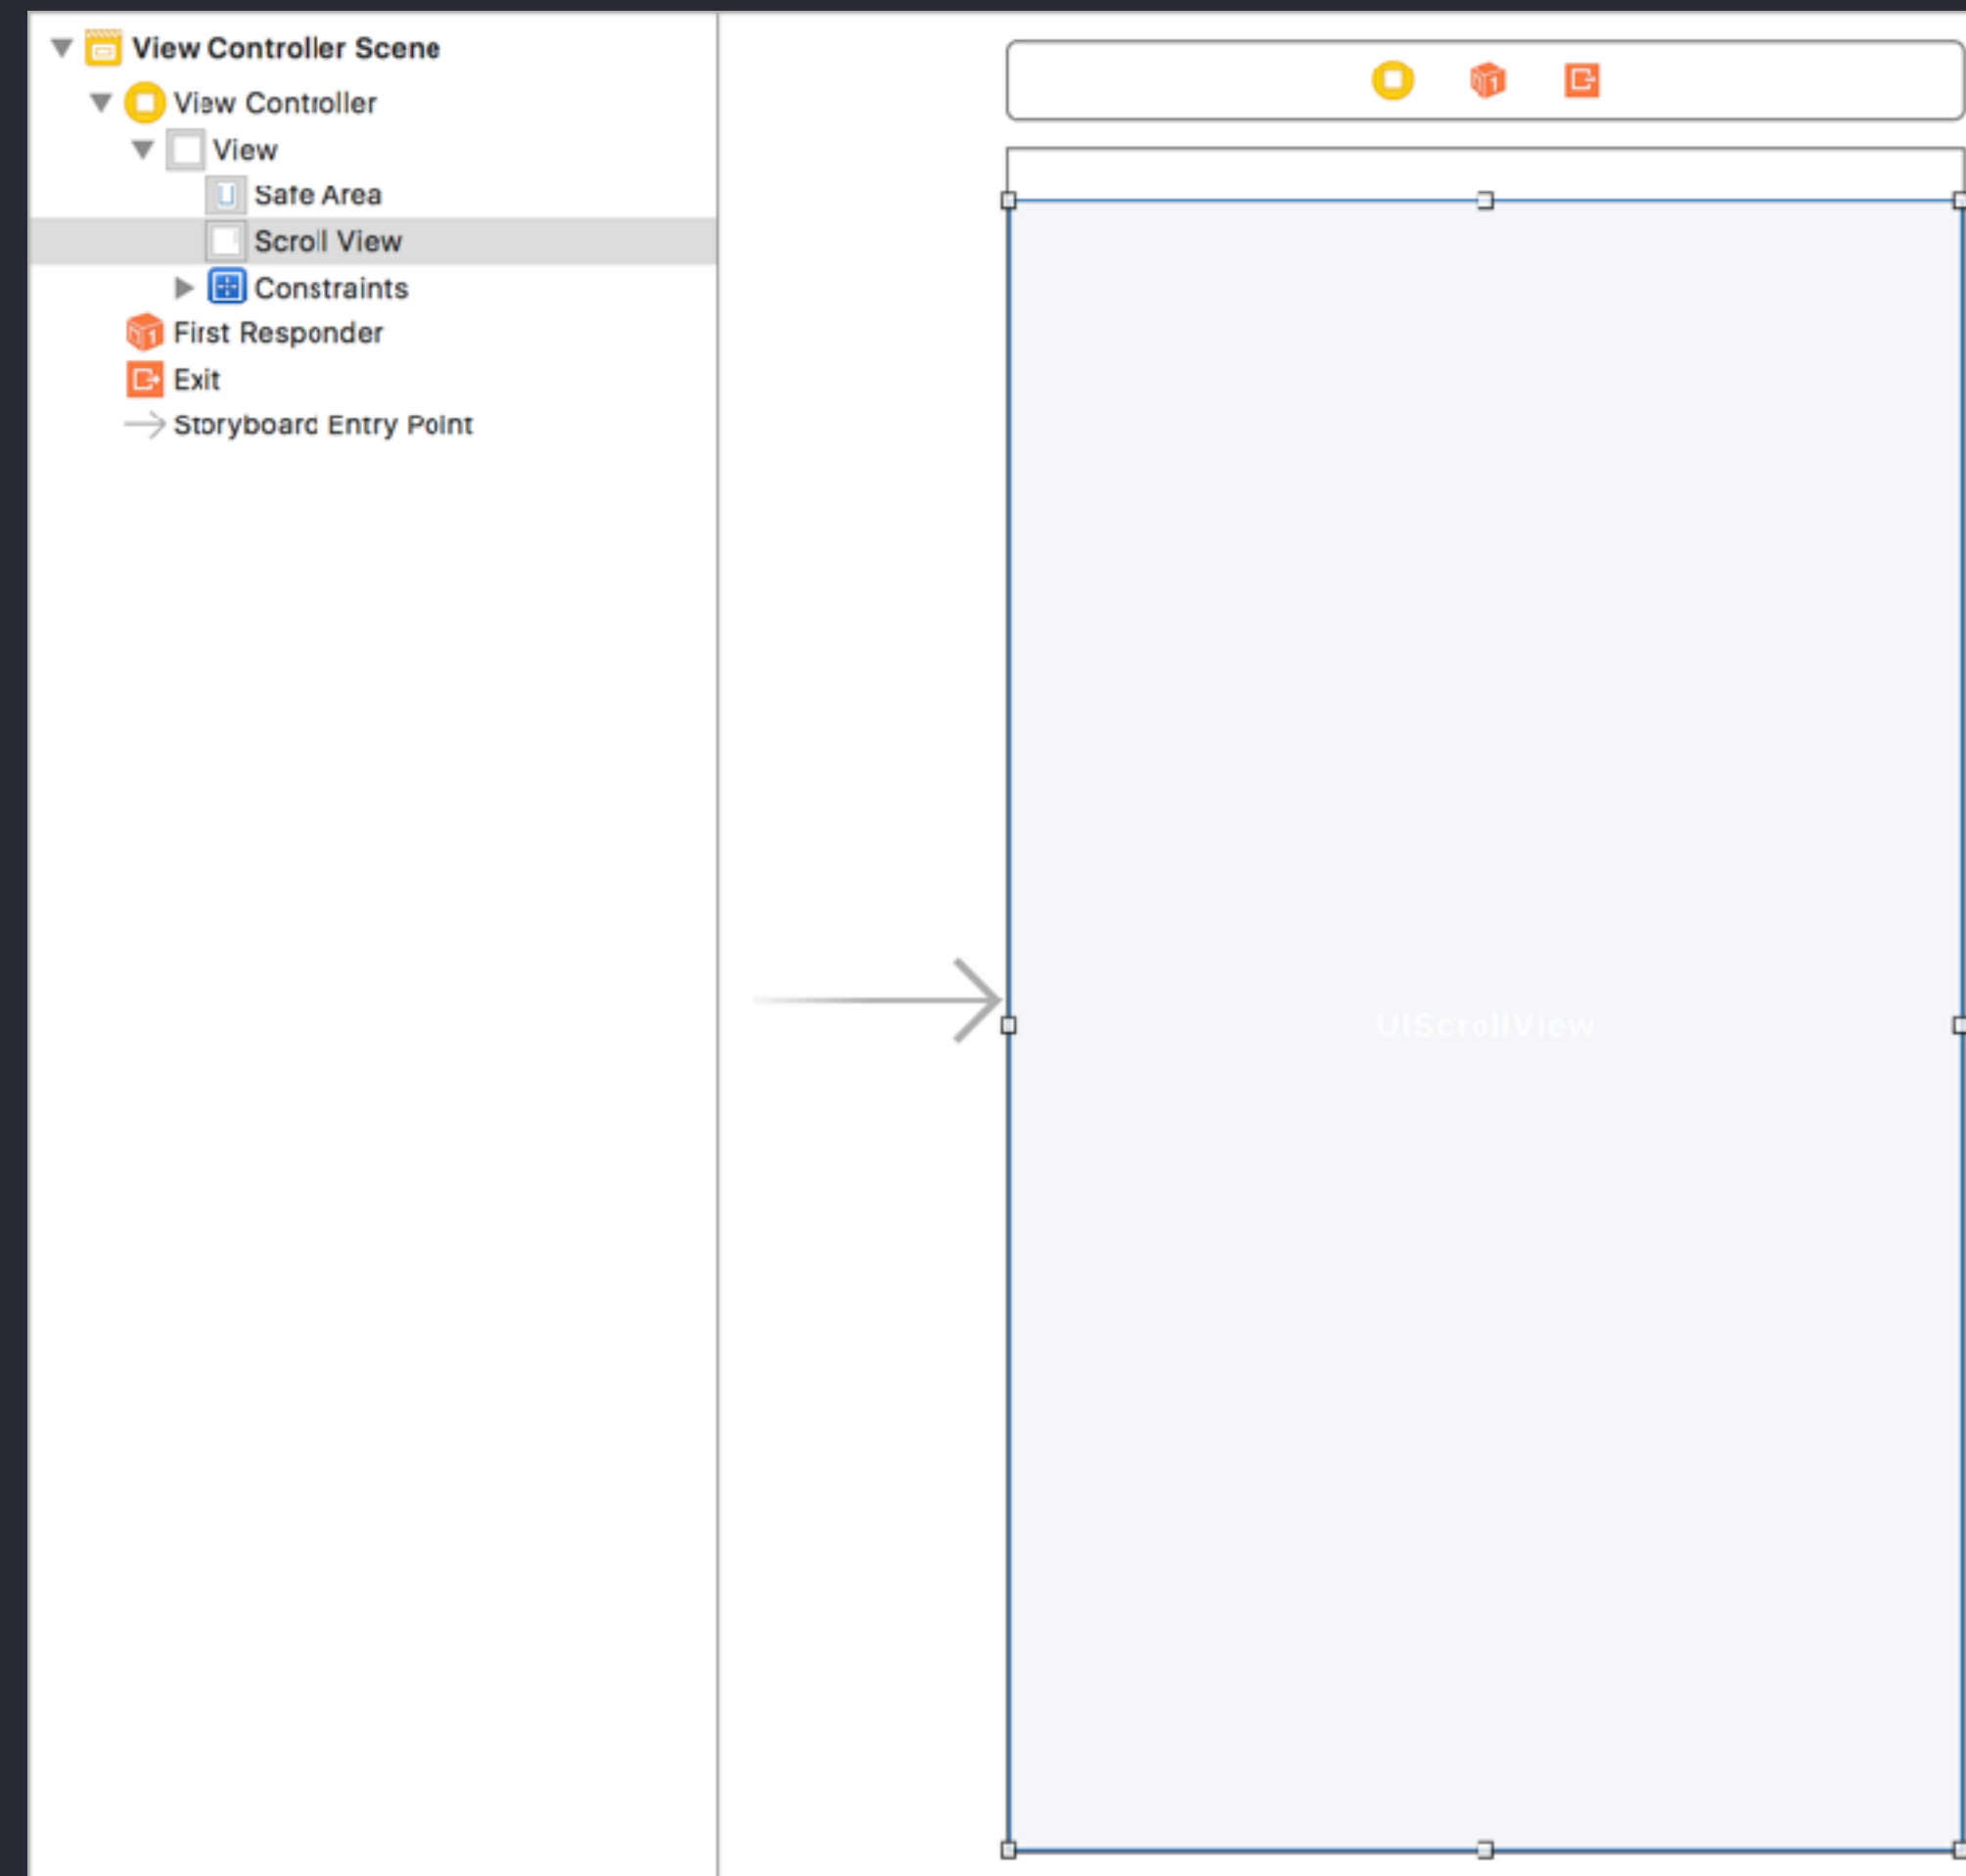 View Controller Scene
View Controller
View
Safe Area
Scroll View
Constraints
First Responder
Exit
Storyboard Entry Point
UIScrollView